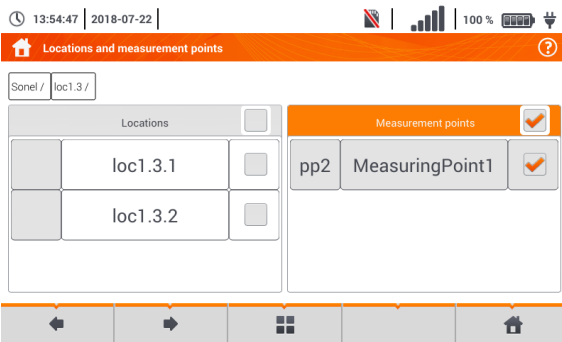 13:54:47 2018-07-22 100 %
Locations and measurement points ?
Sonel / loc1.3 /
Locations
Measurement points
loc1.3.1
pp2 MeasuringPoint1
loc1.3.2